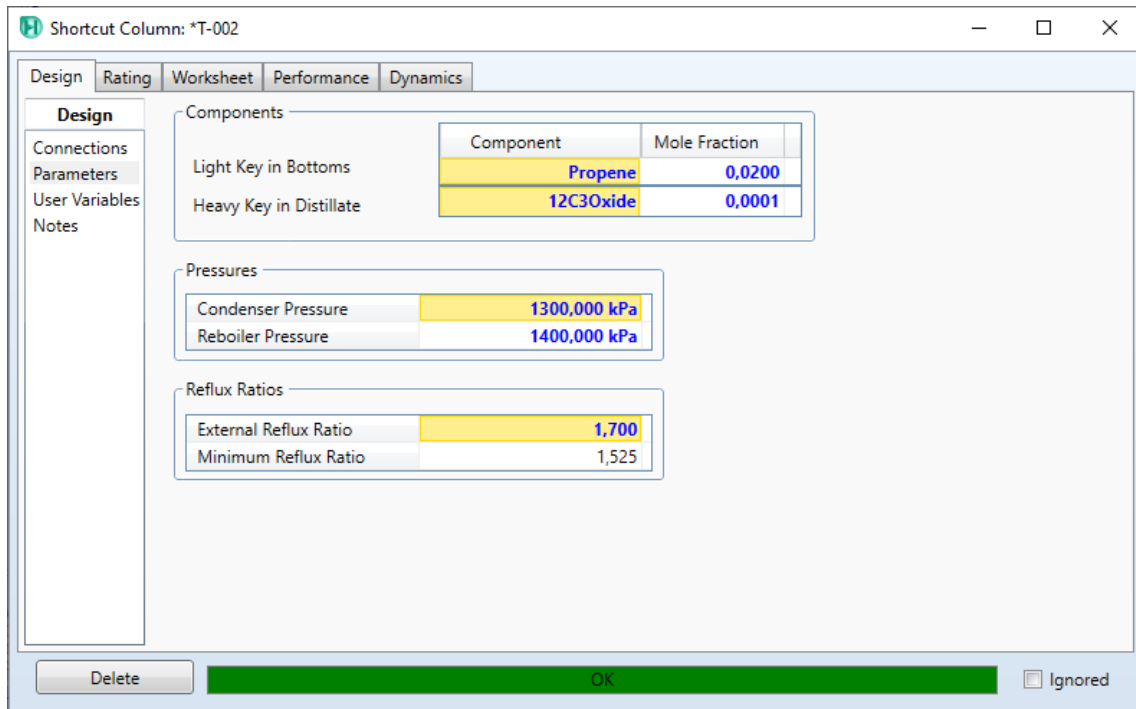 Shortcut Column: *T-002
Design Rating Worksheet Performance Dynamics
Design
Connections
Parameters
User Variables
Notes
Components
Component Mole Fraction
Light Key in Bottoms Propene 0,0200
Heavy Key in Distillate 12C3Oxide 0,0001
Pressures
Condenser Pressure 1300,000 kPa
Reboiler Pressure 1400,000 kPa
Reflux Ratios
External Reflux Ratio 1,700
Minimum Reflux Ratio 1,525
Delete OK Ignored